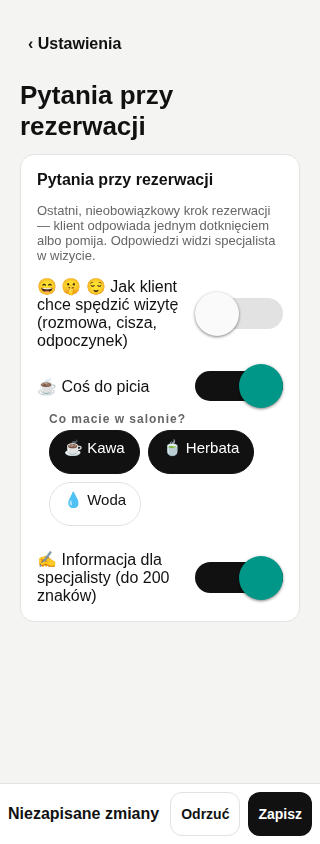 ‹ Ustawienia
Pytania przy
rezerwacji
Pytania przy rezerwacji
Ostatni, nieobowiązkowy krok rezerwacji
— klient odpowiada jednym dotknięciem
albo pomija. Odpowiedzi widzi specjalista
w wizycie.
😄 🤫 😌 Jak klient
chce spędzić wizytę
(rozmowa, cisza,
odpoczynek)
☕ Coś do picia
Co macie w salonie?
☕ Kawa
🍵 Herbata
💧 Woda
✍️ Informacja dla
specjalisty (do 200
znaków)
Niezapisane zmiany
Odrzuć
Zapisz